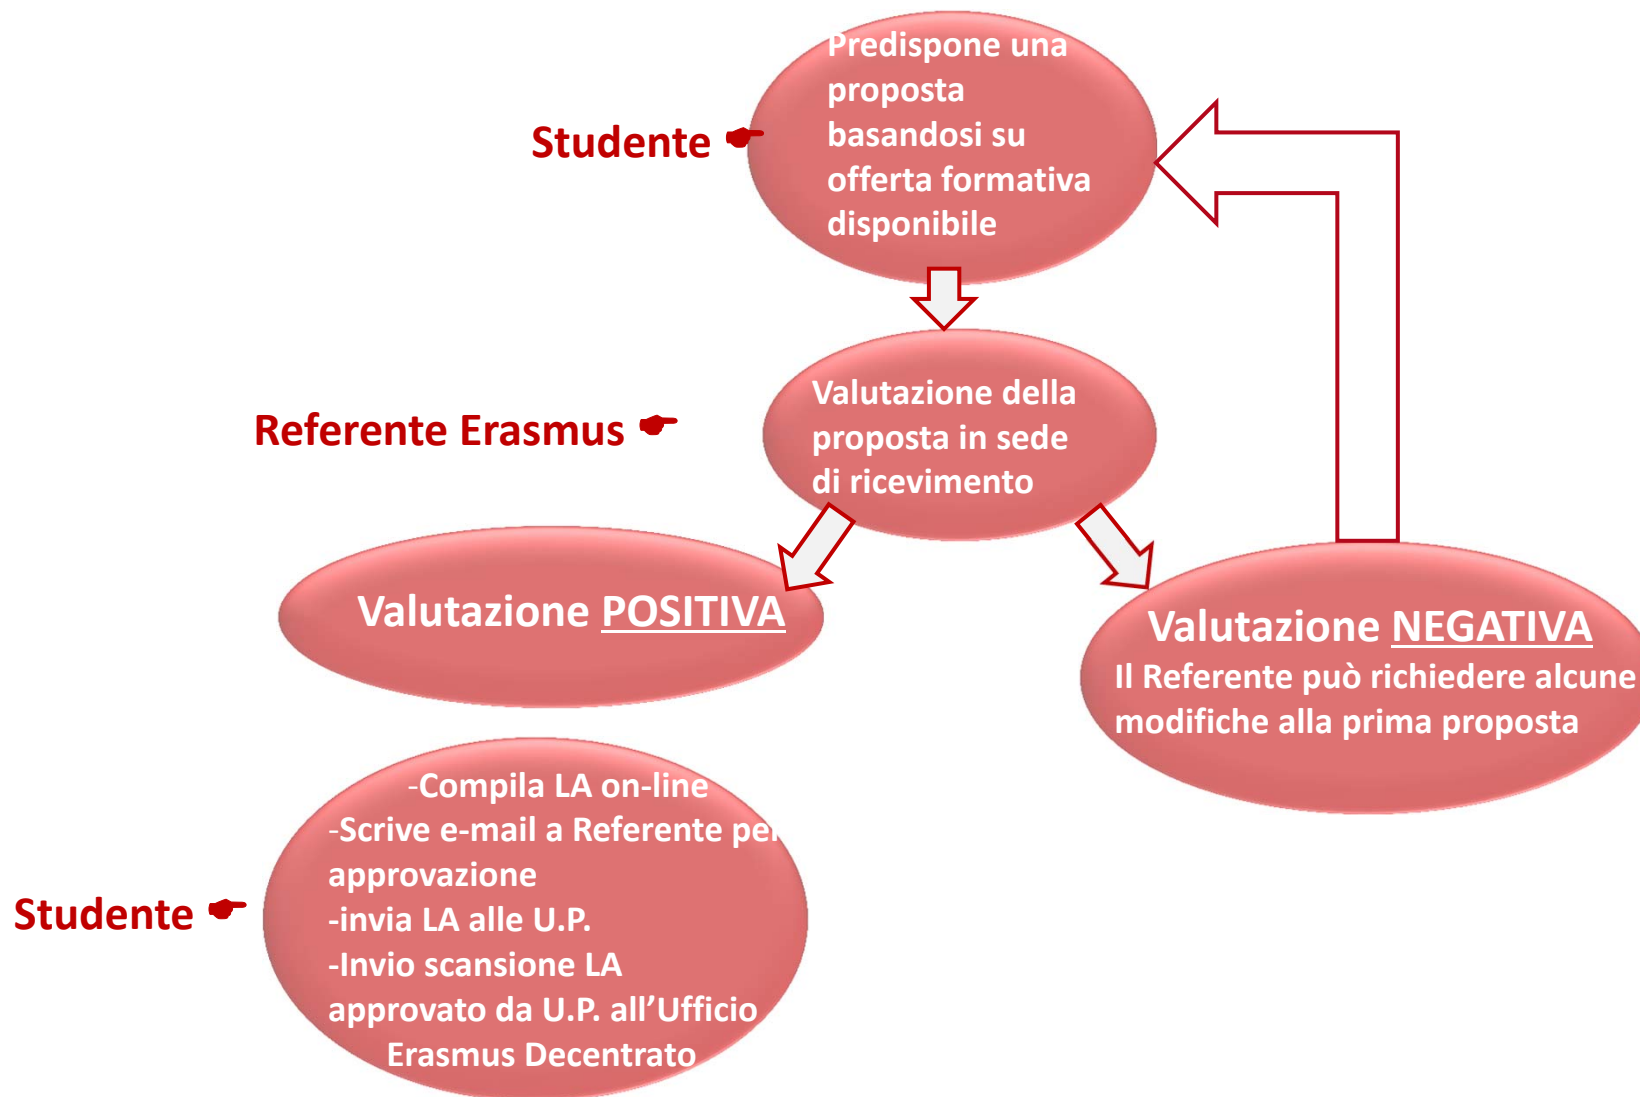 Predispone una
proposta
basandosi su
offerta formativa
disponibile
Studente
Valutazione della
proposta in sede
di ricevimento
Referente Erasmus
Valutazione POSITIVA
Valutazione NEGATIVA
Il Referente può richiedere alcune
modifiche alla prima proposta
-Compila LA on-line
-Scrive e-mail a Referente per
approvazione
-invia LA alle U.P.
-Invio scansione LA
approvato da U.P. all’Ufficio
Erasmus Decentrato
Studente